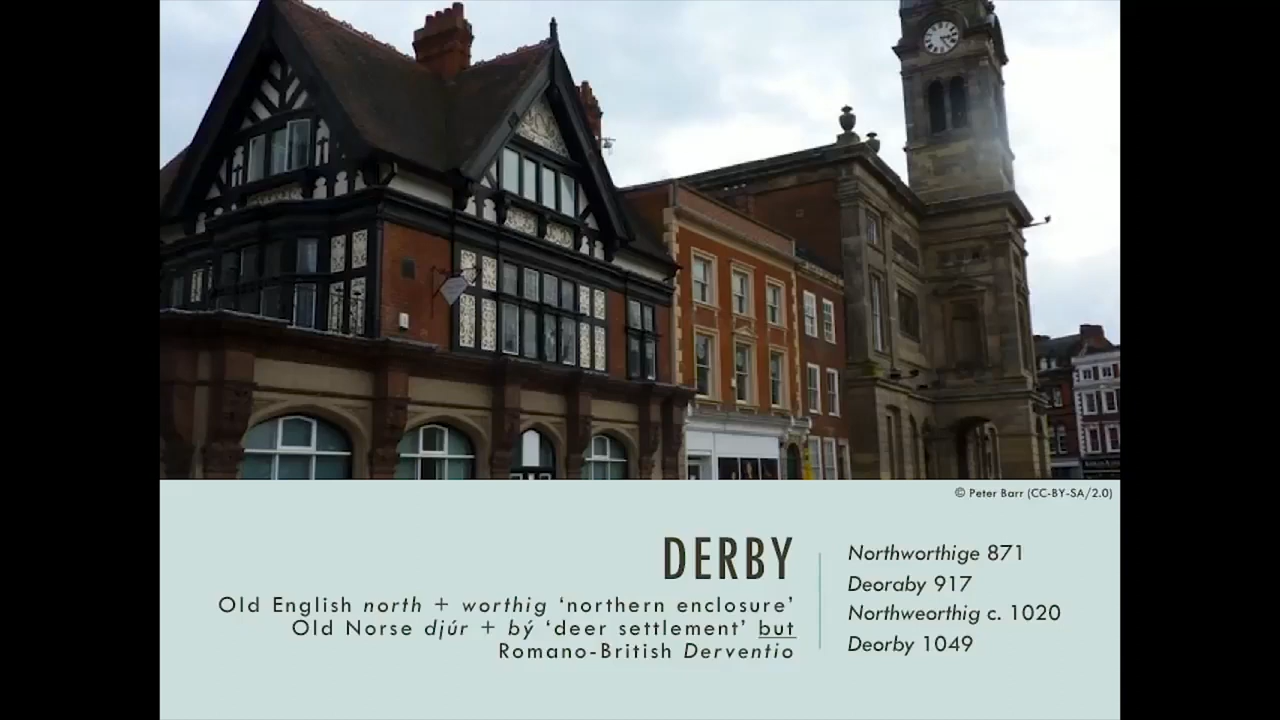 © Peter Barr (CC-BY-SA/2.0)
DERBY
Old English north + worthig ‘northern enclosure’
Old Norse djúr + bý ‘deer settlement’ but
Romano-British Derventio
Northworthige 871
Deoraby 917
Northweorthig c. 1020
Deorby 1049